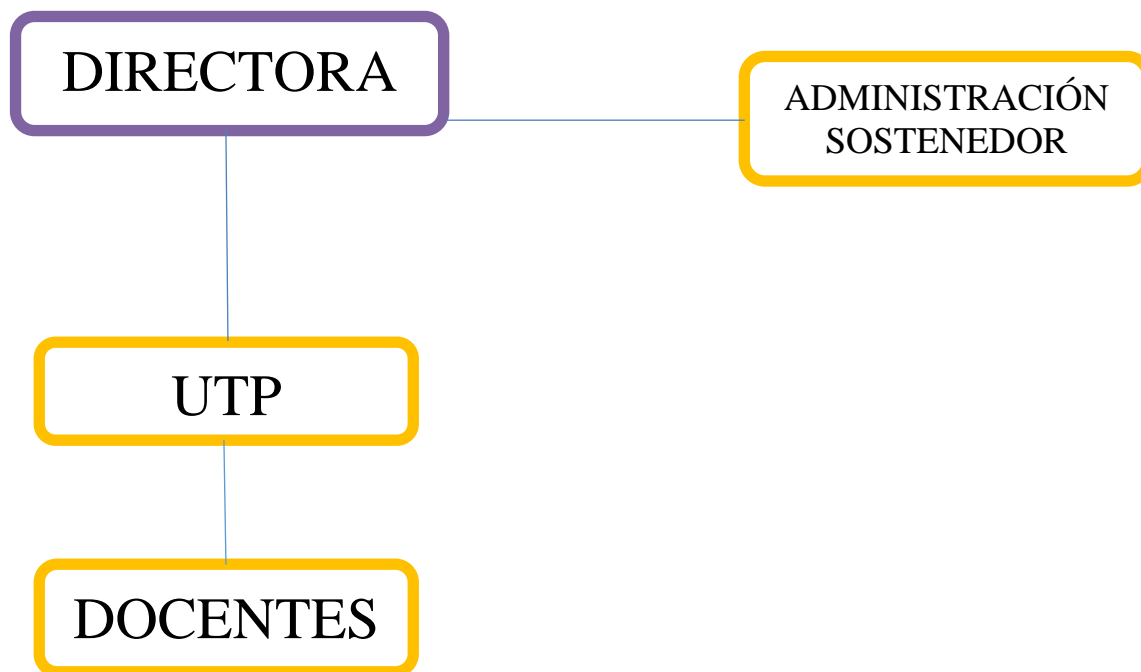 DIRECTORA
ADMINISTRACIÓN
SOSTENEDOR
UTP
DOCENTES